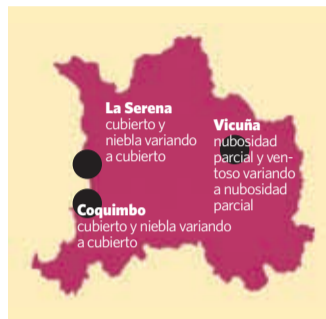 La Serena
cubierto y
niebla variando
a cubierto
Vicuña
nubosidad
parcial y ven-
toso variando
a nubosidad
parcial
Coquimbo
cubierto y niebla variando
a cubierto